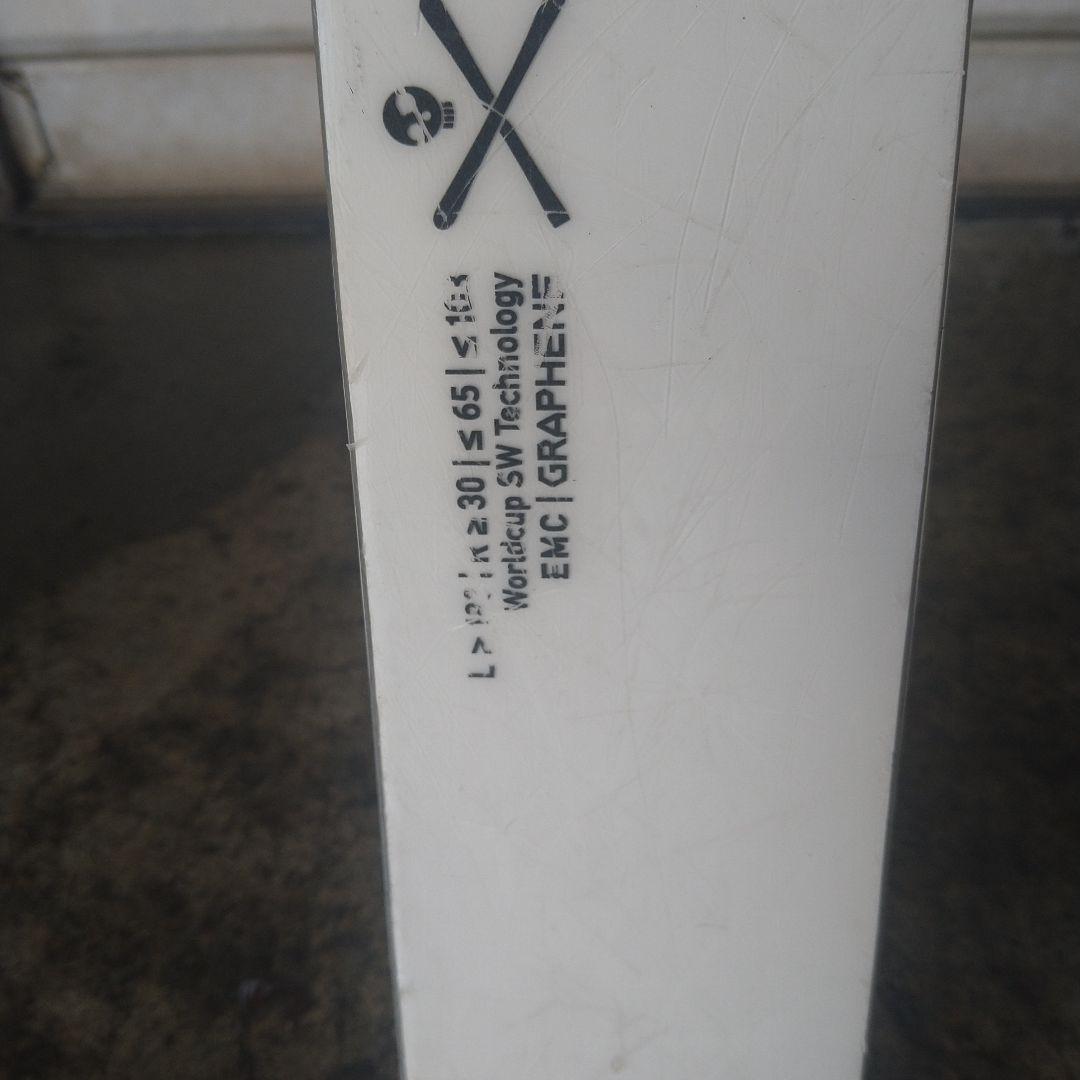 L > | R ≥ 30 | ≤ 65 | ≤
Worldcup SW Technology
EMC | GRAPHENE